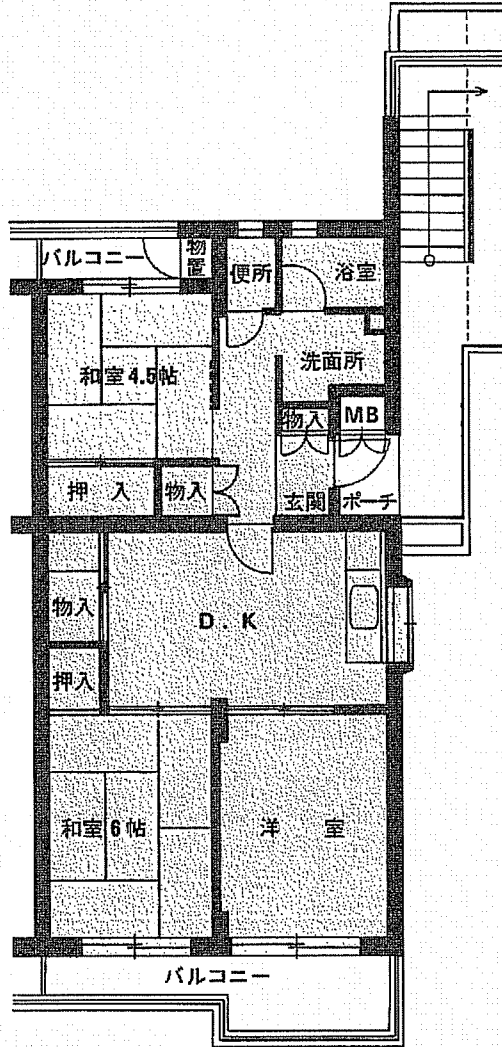 バルコニー
物置
便所
浴室
和室4.5帖
洗面所
物入
MB
押入
物入
玄関
ポーチ
物入
D.K
押入
和室6帖
洋室
バルコニー